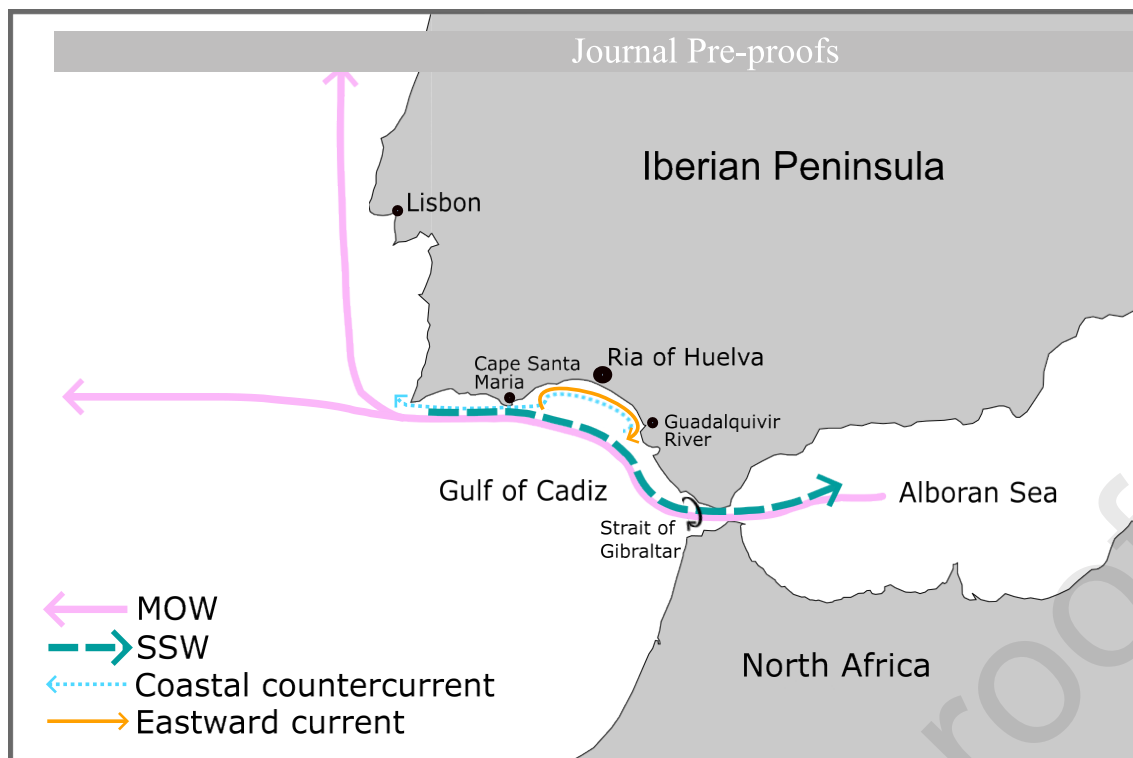 Journal Pre-proofs
Iberian Peninsula
Lisbon
Cape Santa
Maria
Ria of Huelva
Guadalquivir
River
Gulf of Cadiz
Strait of
Gibraltar
Alboran Sea
MOW
SSW
Coastal countercurrent
Eastward current
North Africa
roof